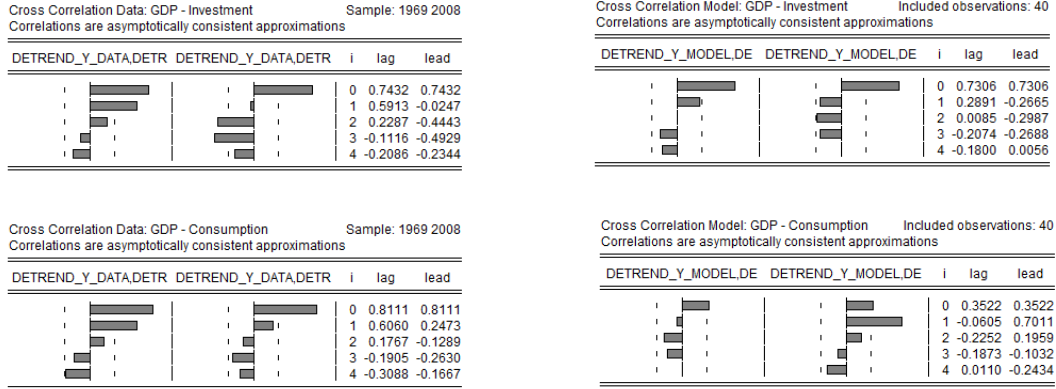 Cross Correlation Data: GDP - Investment Sample: 1969 2008
Correlations are asymptotically consistent approximations
DETREND_Y_DATA,DETR DETREND_Y_DATA,DETR i lag lead
0 0.7432 0.7432
1 0.5913 -0.0247
2 0.2287 -0.4443
3 -0.1116 -0.4929
4 -0.2086 -0.2344
Cross Correlation Model: GDP - Investment Included observations: 40
Correlations are asymptotically consistent approximations
DETREND_Y_MODEL,DE DETREND_Y_MODEL,DE i lag lead
0 0.7306 0.7306
1 0.2891 -0.2665
2 0.0085 -0.2987
3 -0.2074 -0.2688
4 -0.1800 0.0056
Cross Correlation Data: GDP - Consumption Sample: 1969 2008
Correlations are asymptotically consistent approximations
DETREND_Y_DATA,DETR DETREND_Y_DATA,DETR i lag lead
0 0.8111 0.8111
1 0.6060 0.2473
2 0.1767 -0.1289
3 -0.1905 -0.2630
4 -0.3088 -0.1667
Cross Correlation Model: GDP - Consumption Included observations: 40
Correlations are asymptotically consistent approximations
DETREND_Y_MODEL,DE DETREND_Y_MODEL,DE i lag lead
0 0.3522 0.3522
1 -0.0605 0.7011
2 -0.2252 0.1959
3 -0.1873 -0.1032
4 0.0110 -0.2434